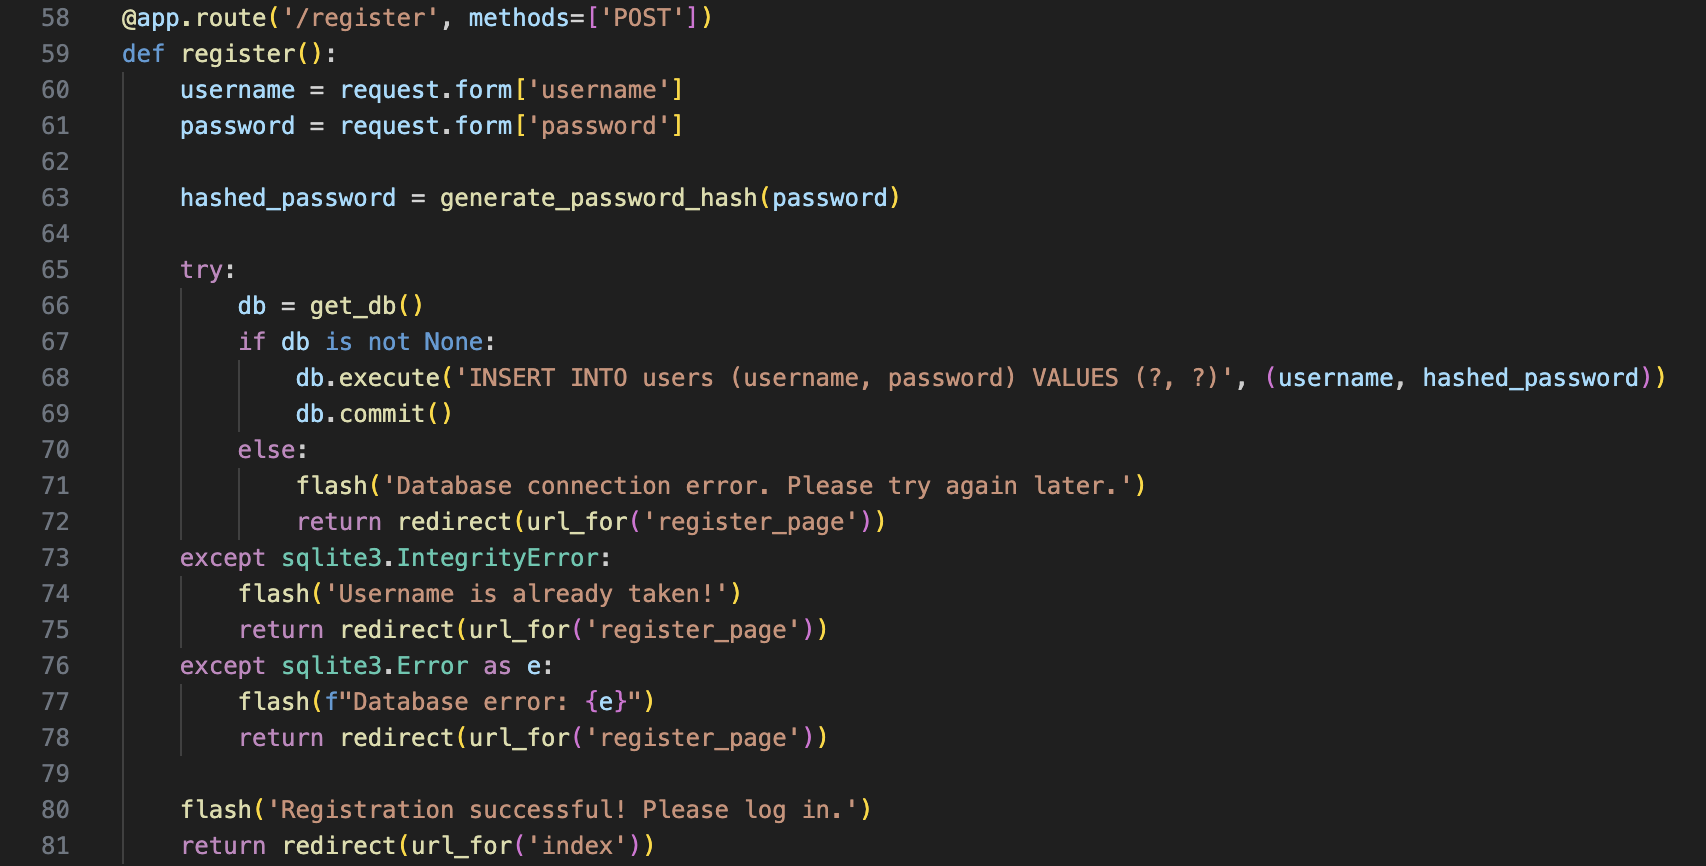 58 @app.route('/register', methods=['POST'])
59 def register():
60     username = request.form['username']
61     password = request.form['password']
62
63     hashed_password = generate_password_hash(password)
64
65     try:
66         db = get_db()
67         if db is not None:
68             db.execute('INSERT INTO users (username, password) VALUES (?, ?)', (username, hashed_password))
69             db.commit()
70         else:
71             flash('Database connection error. Please try again later.')
72             return redirect(url_for('register_page'))
73     except sqlite3.IntegrityError:
74         flash('Username is already taken!')
75         return redirect(url_for('register_page'))
76     except sqlite3.Error as e:
77         flash(f"Database error: {e}")
78         return redirect(url_for('register_page'))
79
80     flash('Registration successful! Please log in.')
81     return redirect(url_for('index'))